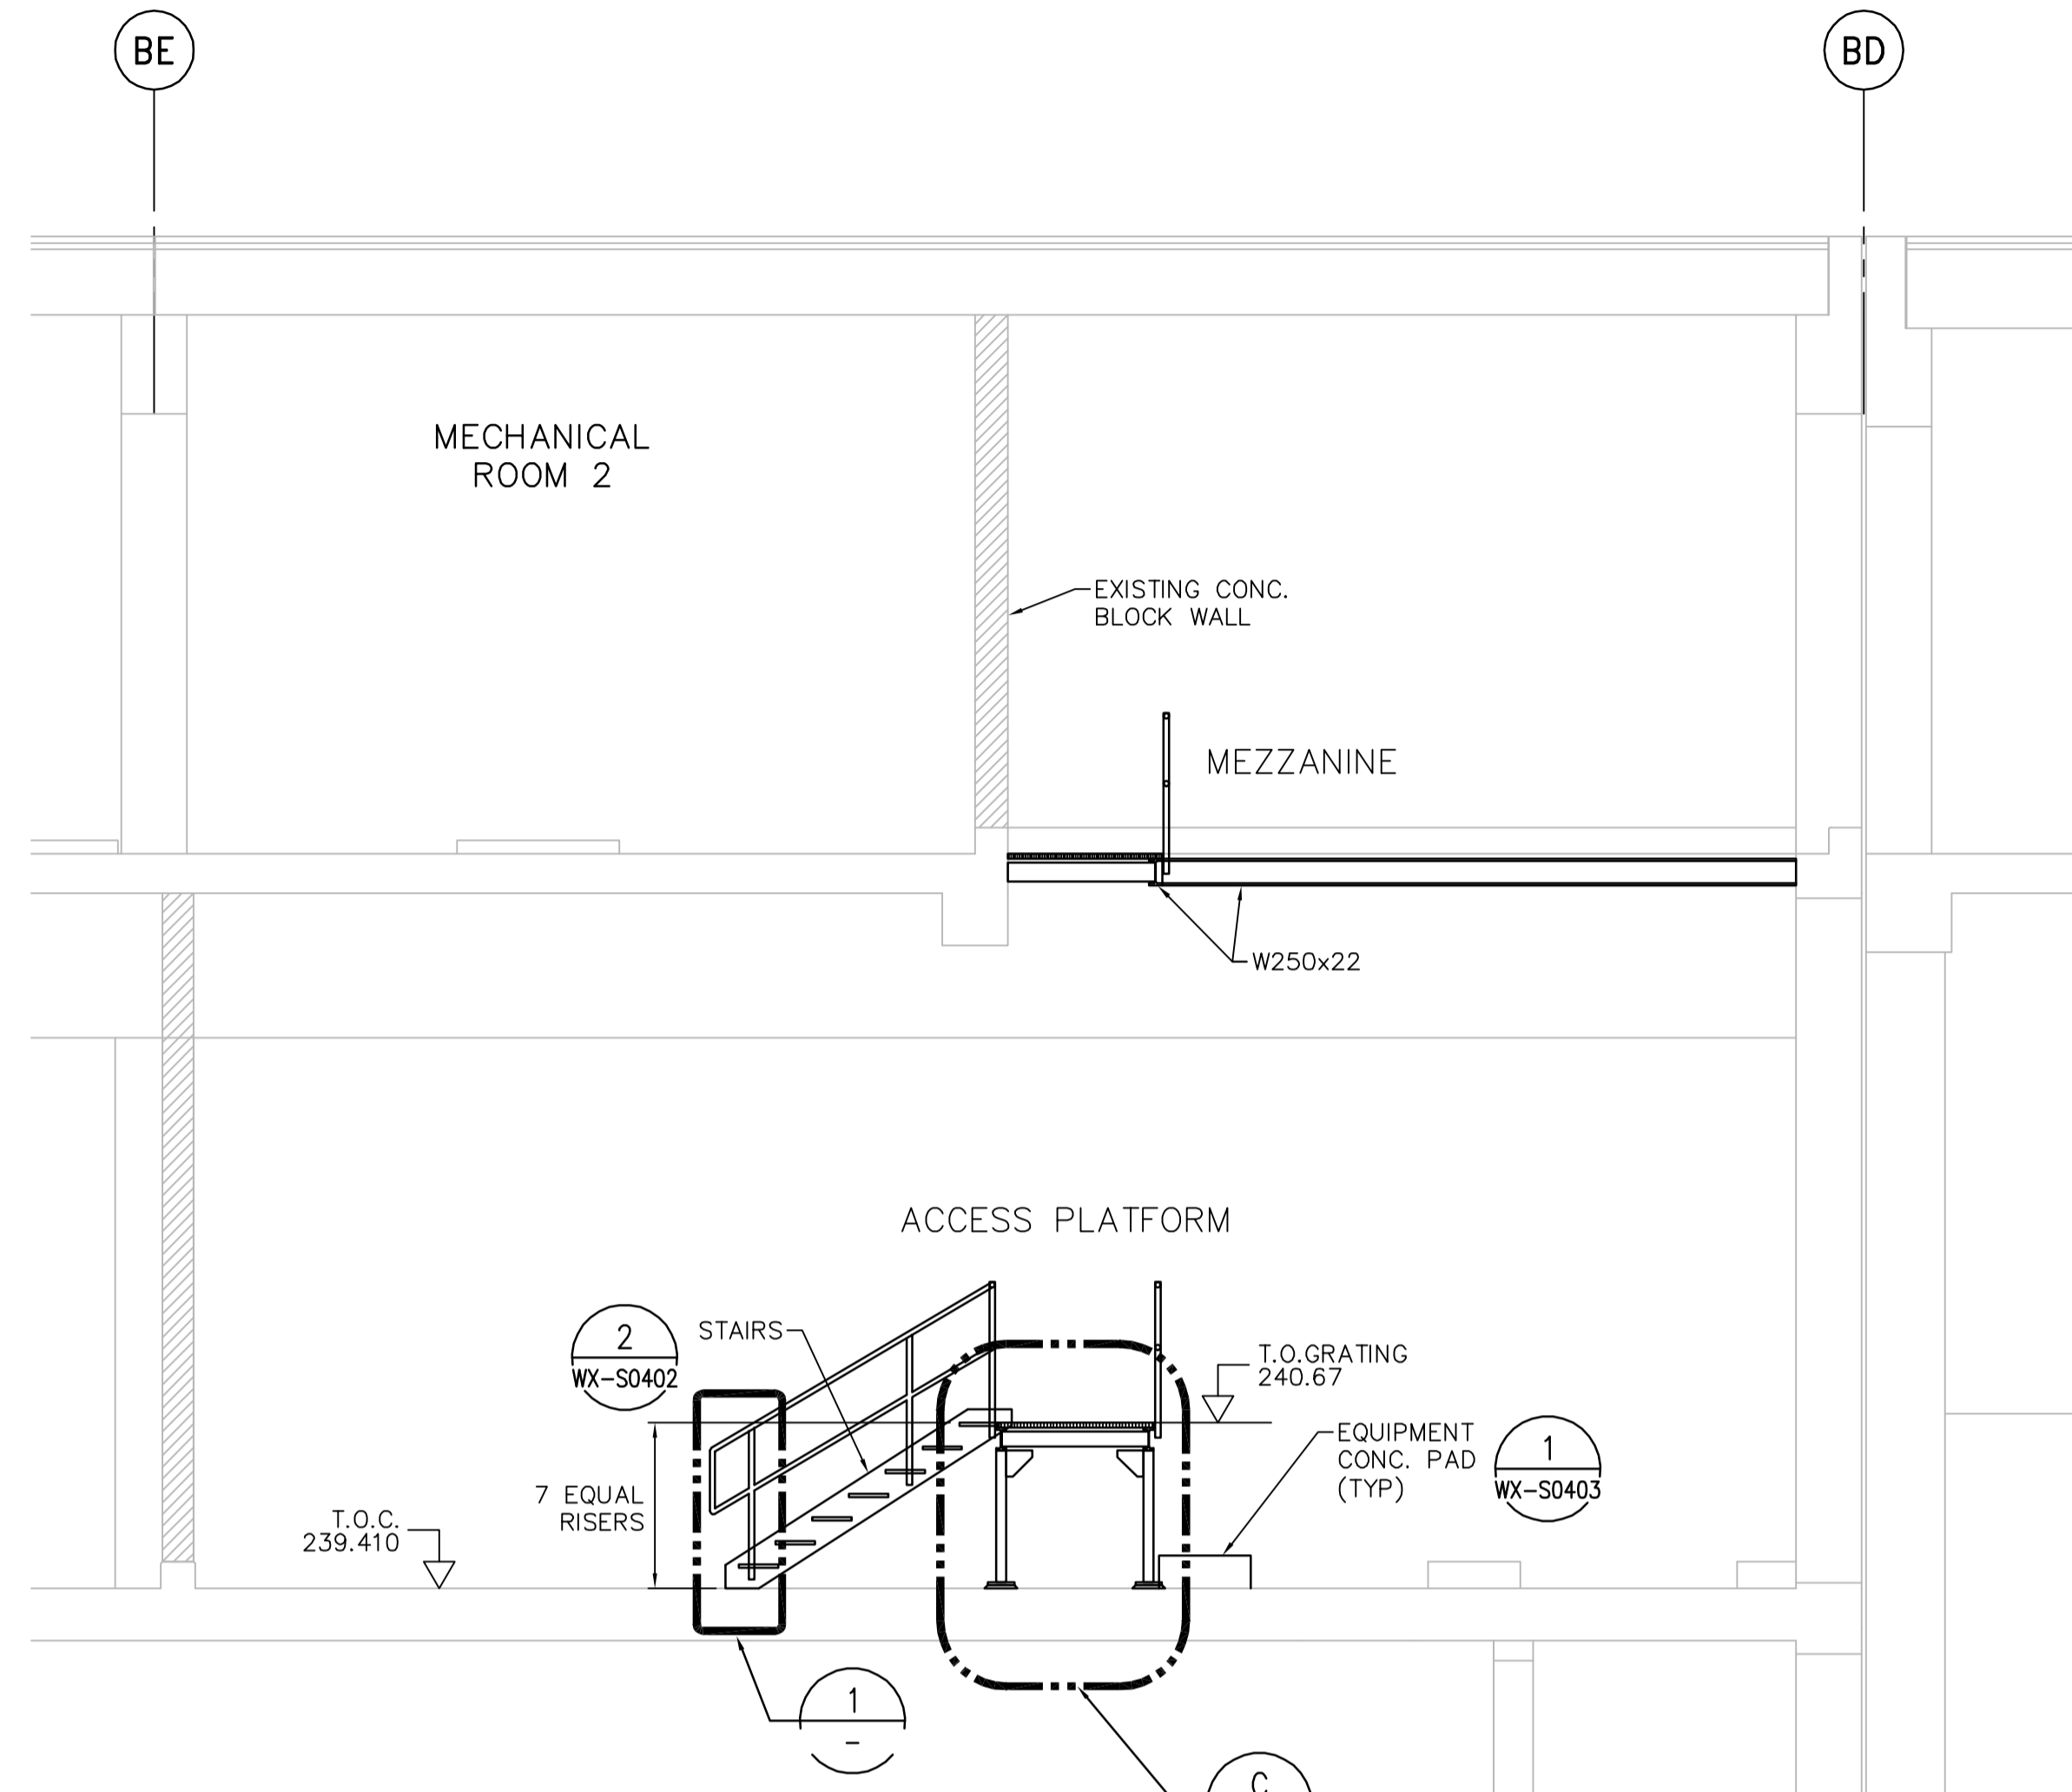 BE
BD
MECHANICAL
ROOM 2
EXISTING CONC.
BLOCK WALL
MEZZANINE
W250x22
ACCESS PLATFORM
2
WX-S0402
STAIRS
T.O.GRATING
240.67
EQUIPMENT
CONC. PAD
(TYP)
1
WX-S0403
7 EQUAL
RISERS
T.O.C.
239.410
1
-
C